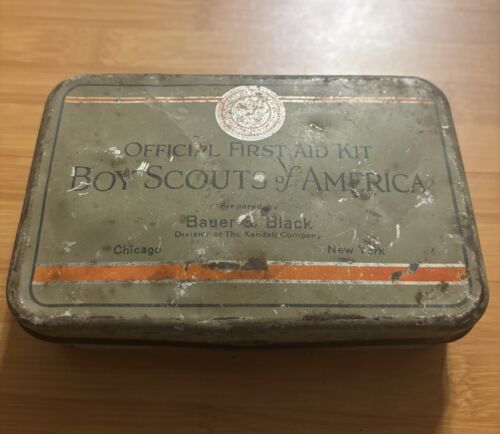 OFFICIAL FIRST AID KIT
BOY SCOUTS of AMERICA
Prepared by
Bauer & Black
Division of The Kendall Company
Chicago New York